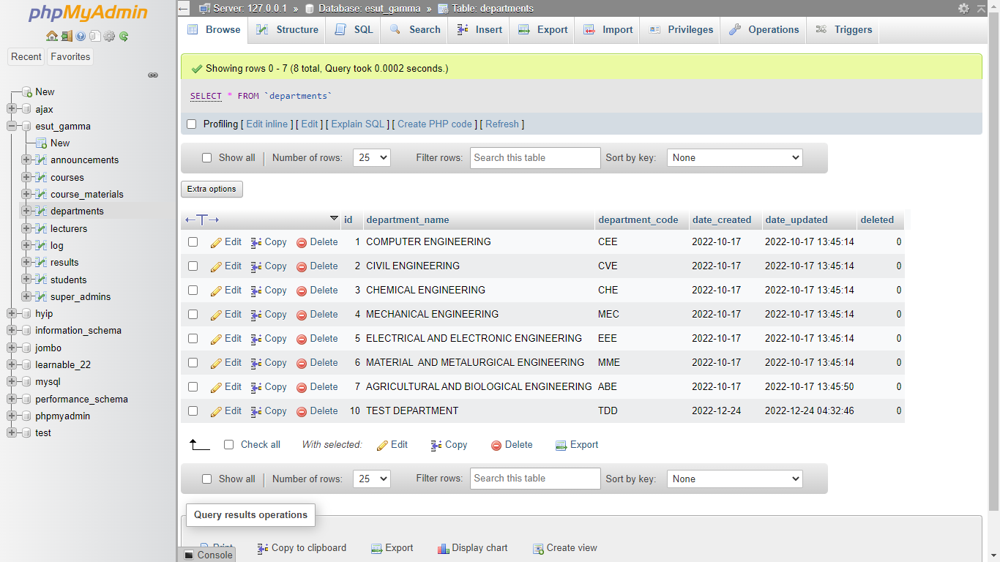 phpMyAdmin
Recent Favorites
New
ajax
esut_gamma
New
announcements
courses
course_materials
departments
lecturers
log
results
students
super_admins
hyip
information_schema
jombo
learnable_22
mysql
performance_schema
phpmyadmin
test
Server: 127.0.0.1 » Database: esut_gamma » Table: departments
Browse Structure SQL Search Insert Export Import Privileges Operations Triggers
Showing rows 0 - 7 (8 total, Query took 0.0002 seconds.)
SELECT * FROM `departments`
Profiling [ Edit inline ] [ Edit ] [ Explain SQL ] [ Create PHP code ] [ Refresh ]
Show all Number of rows: 25 Filter rows: Search this table Sort by key: None
Extra options
←T→ id department_name department_code date_created date_updated deleted
Edit Copy Delete 1 COMPUTER ENGINEERING CEE 2022-10-17 2022-10-17 13:45:14 0
Edit Copy Delete 2 CIVIL ENGINEERING CVE 2022-10-17 2022-10-17 13:45:14 0
Edit Copy Delete 3 CHEMICAL ENGINEERING CHE 2022-10-17 2022-10-17 13:45:14 0
Edit Copy Delete 4 MECHANICAL ENGINEERING MEC 2022-10-17 2022-10-17 13:45:14 0
Edit Copy Delete 5 ELECTRICAL AND ELECTRONIC ENGINEERING EEE 2022-10-17 2022-10-17 13:45:14 0
Edit Copy Delete 6 MATERIAL  AND METALURGICAL ENGINEERING MME 2022-10-17 2022-10-17 13:45:14 0
Edit Copy Delete 7 AGRICULTURAL AND BIOLOGICAL ENGINEERING ABE 2022-10-17 2022-10-17 13:45:50 0
Edit Copy Delete 10 TEST DEPARTMENT TDD 2022-12-24 2022-12-24 04:32:46 0
Check all With selected: Edit Copy Delete Export
Show all Number of rows: 25 Filter rows: Search this table Sort by key: None
Query results operations
Print Copy to clipboard Export Display chart Create view
Console